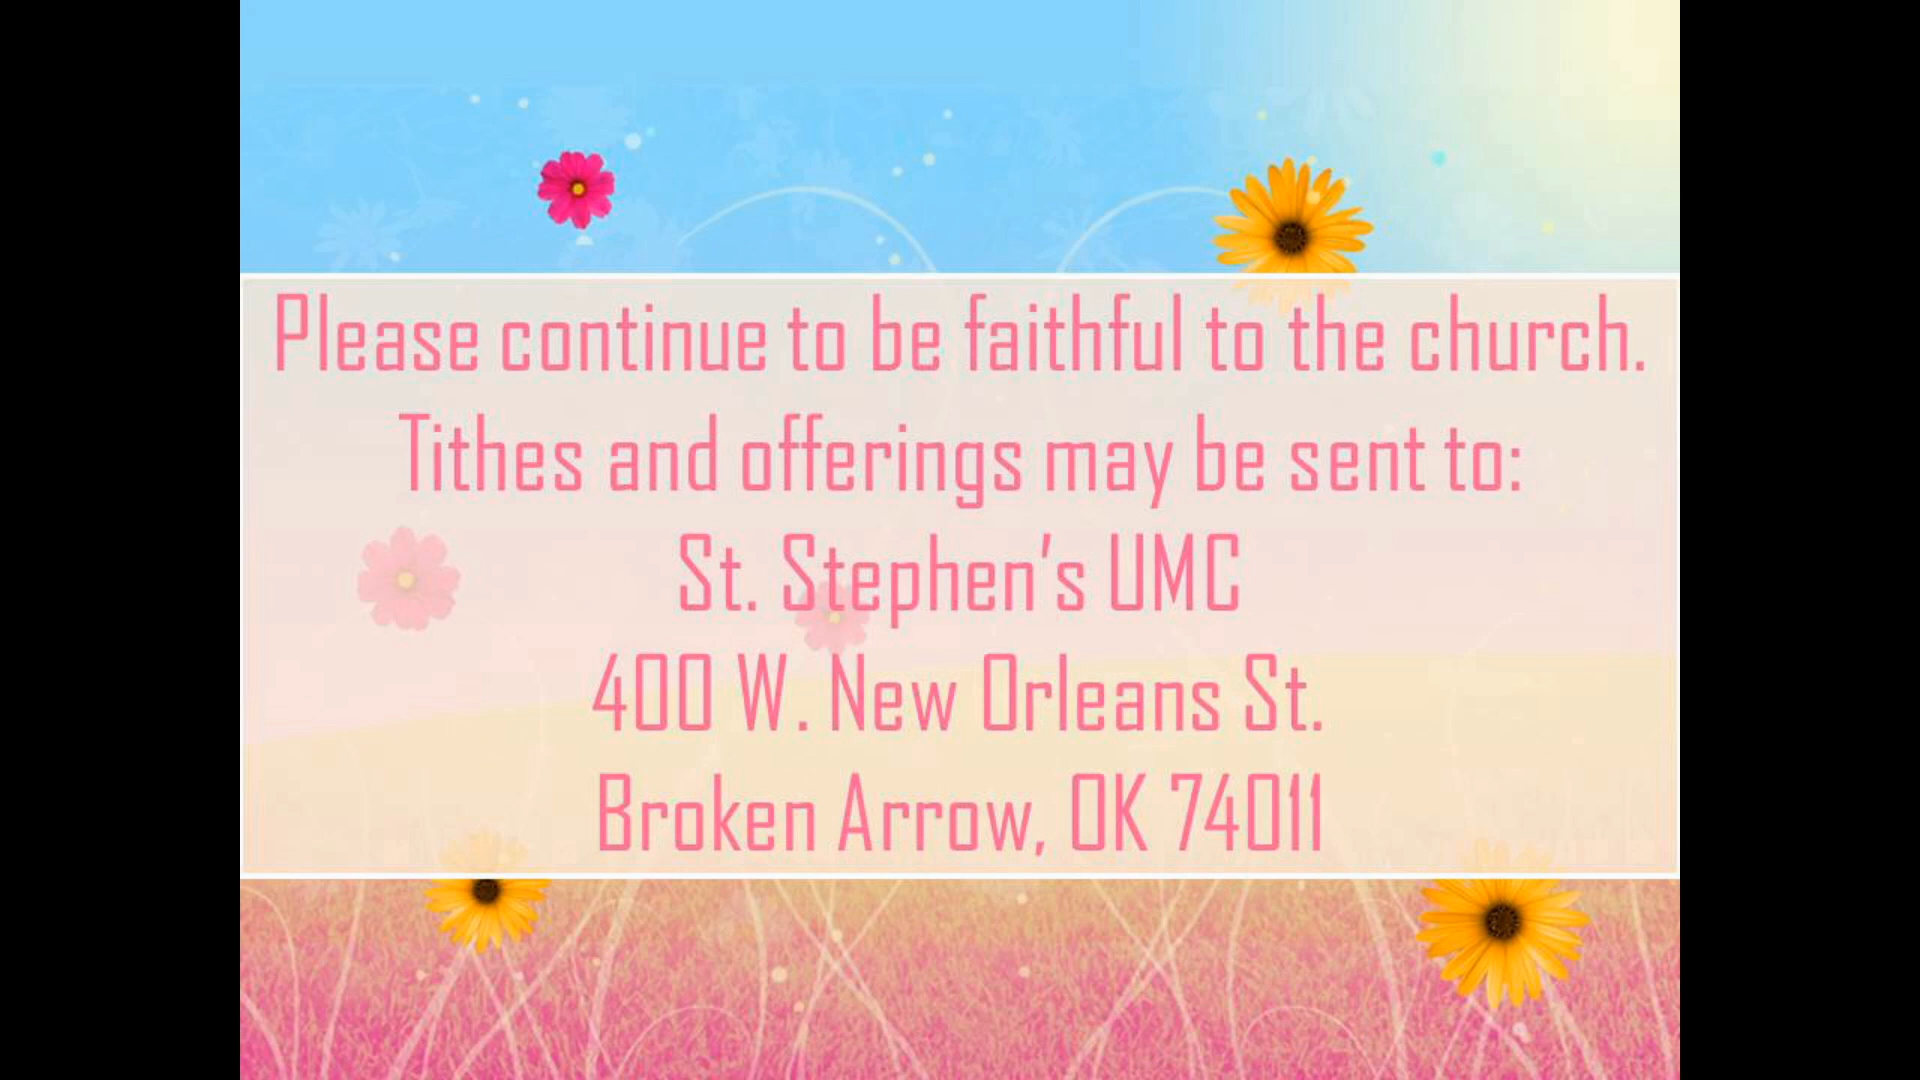 Please continue to be faithful to the church.
Tithes and offerings may be sent to:
St. Stephen’s UMC
400 W. New Orleans St.
Broken Arrow, OK 74011